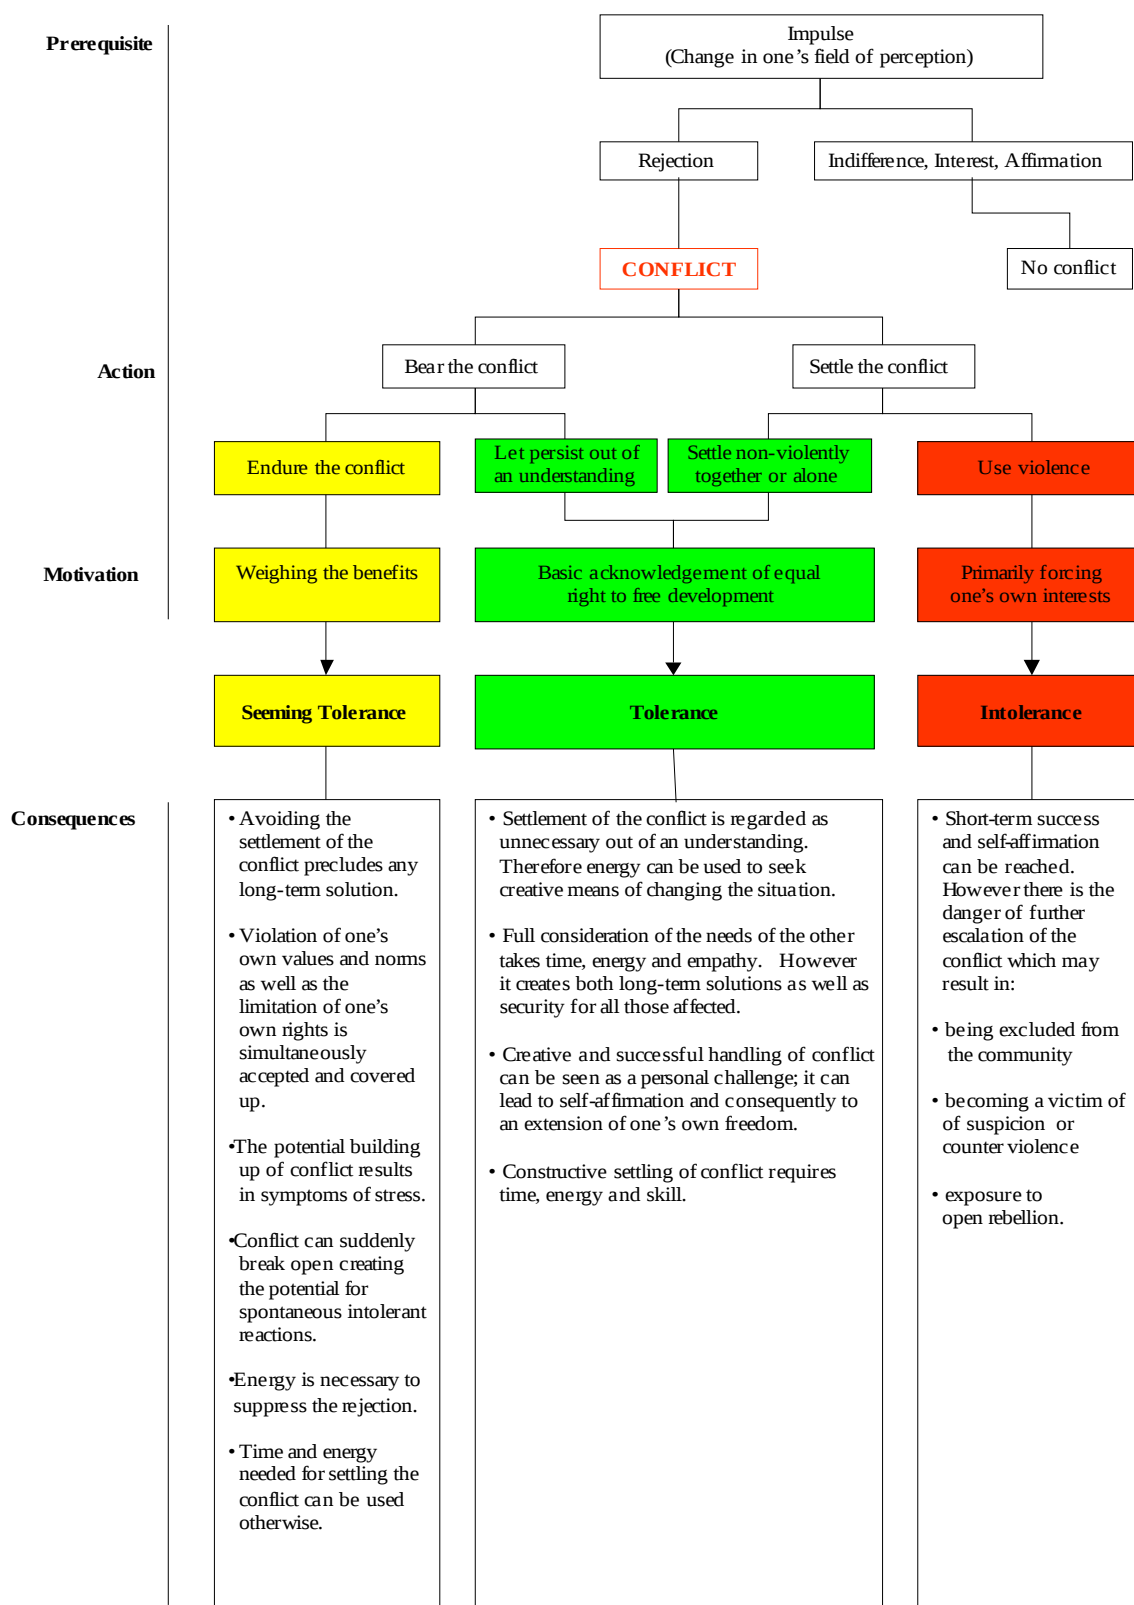 Prerequisite
Impulse
(Change in one's field of perception)
Rejection
Indifference, Interest, Affirmation
CONFLICT
No conflict
Action
Bear the conflict
Settle the conflict
Endure the conflict
Let persist out of
an understanding
Settle non-violently
together or alone
Use violence
Motivation
Weighing the benefits
Basic acknowledgement of equal
right to free development
Primarily forcing
one's own interests
Seeming Tolerance
Tolerance
Intolerance
Consequences
• Avoiding the
settlement of the
conflict precludes any
long-term solution.
• Violation of one's
own values and norms
as well as the
limitation of one's
own rights is
simultaneously
accepted and covered
up.
•The potential building
up of conflict results
in symptoms of stress.
•Conflict can suddenly
break open creating
the potential for
spontaneous intolerant
reactions.
•Energy is necessary to
suppress the rejection.
• Time and energy
needed for settling the
conflict can be used
otherwise.
• Settlement of the conflict is regarded as
unnecessary out of an understanding.
Therefore energy can be used to seek
creative means of changing the situation.
• Full consideration of the needs of the other
takes time, energy and empathy. However
it creates both long-term solutions as well as
security for all those affected.
• Creative and successful handling of conflict
can be seen as a personal challenge; it can
lead to self-affirmation and consequently to
an extension of one's own freedom.
• Constructive settling of conflict requires
time, energy and skill.
• Short-term success
and self-affirmation
can be reached.
However there is the
danger of further
escalation of the
conflict which may
result in:
• being excluded from
the community
• becoming a victim of
of suspicion or
counter violence
• exposure to
open rebellion.